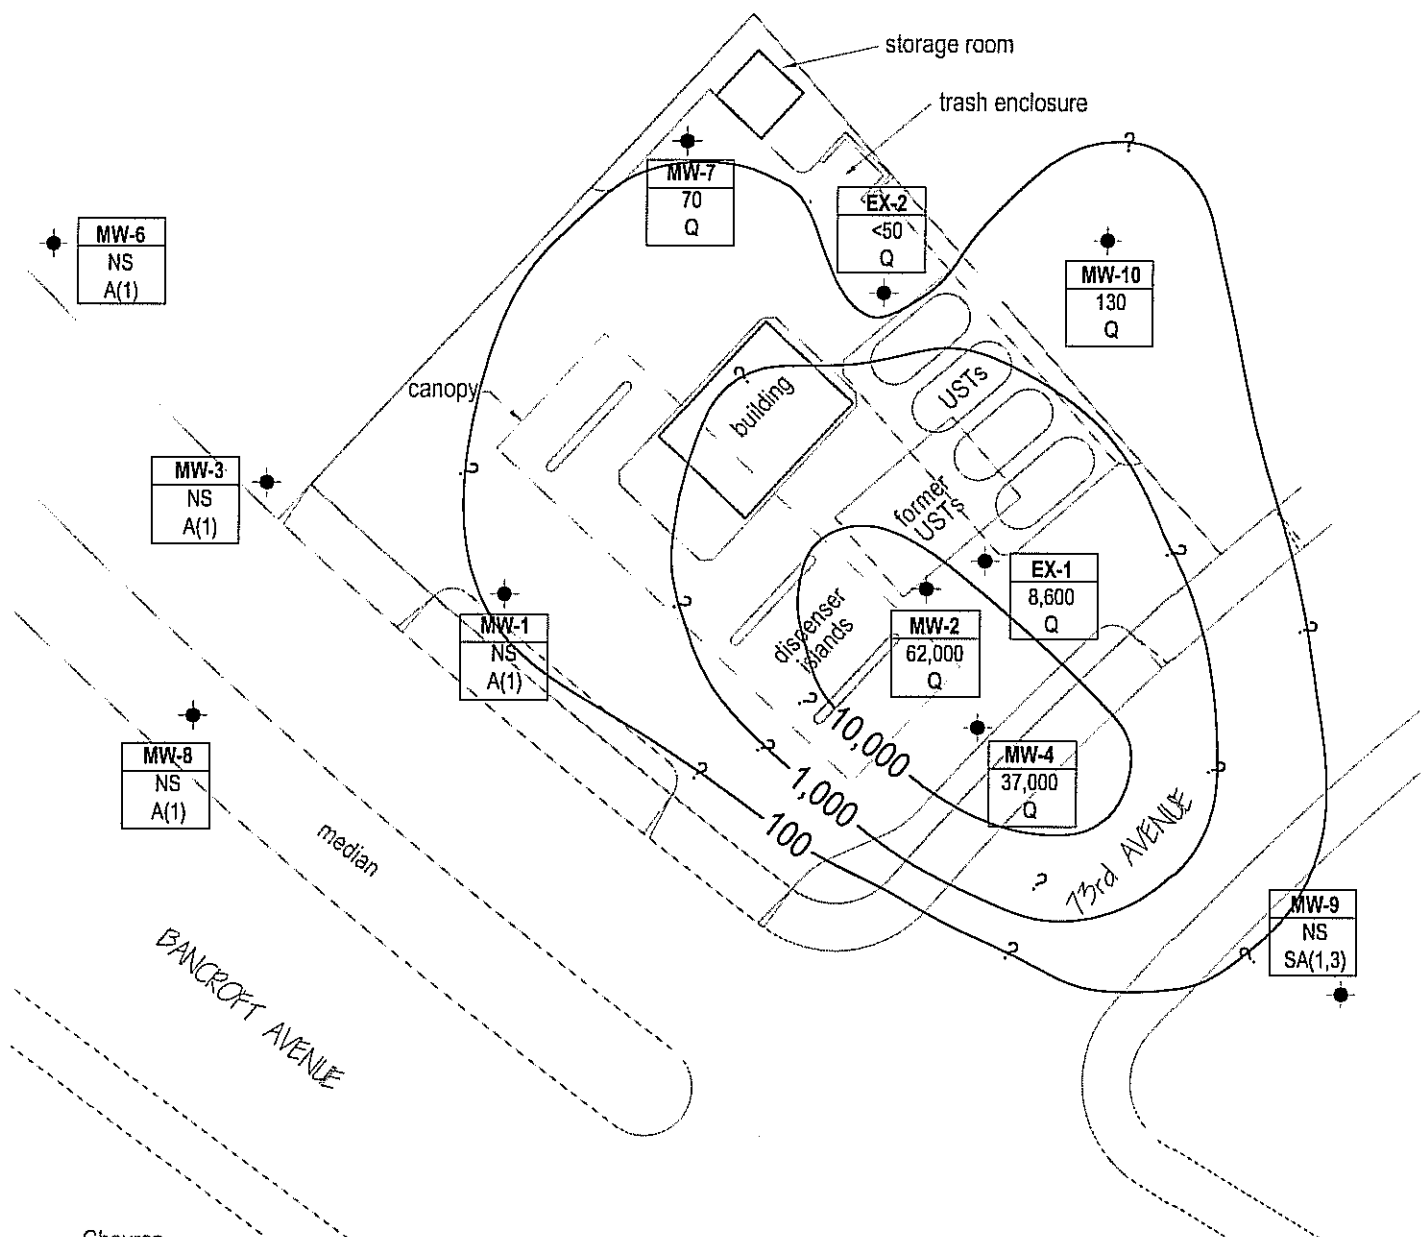 storage room
trash enclosure
MW-7
70
Q
EX-2
<50
Q
MW-6
NS
A(1)
MW-10
130
Q
canopy
building
USTs
MW-3
NS
A(1)
former
USTs
EX-1
8,600
Q
MW-1
NS
A(1)
dispenser
islands
MW-2
62,000
Q
MW-8
NS
A(1)
10,000
1,000
100
MW-4
37,000
Q
median
73rd AVENUE
MW-9
NS
SA(1,3)
BANCROFT AVENUE
?
?
?
?
?
?
?
?
?
?
?
?
?
?